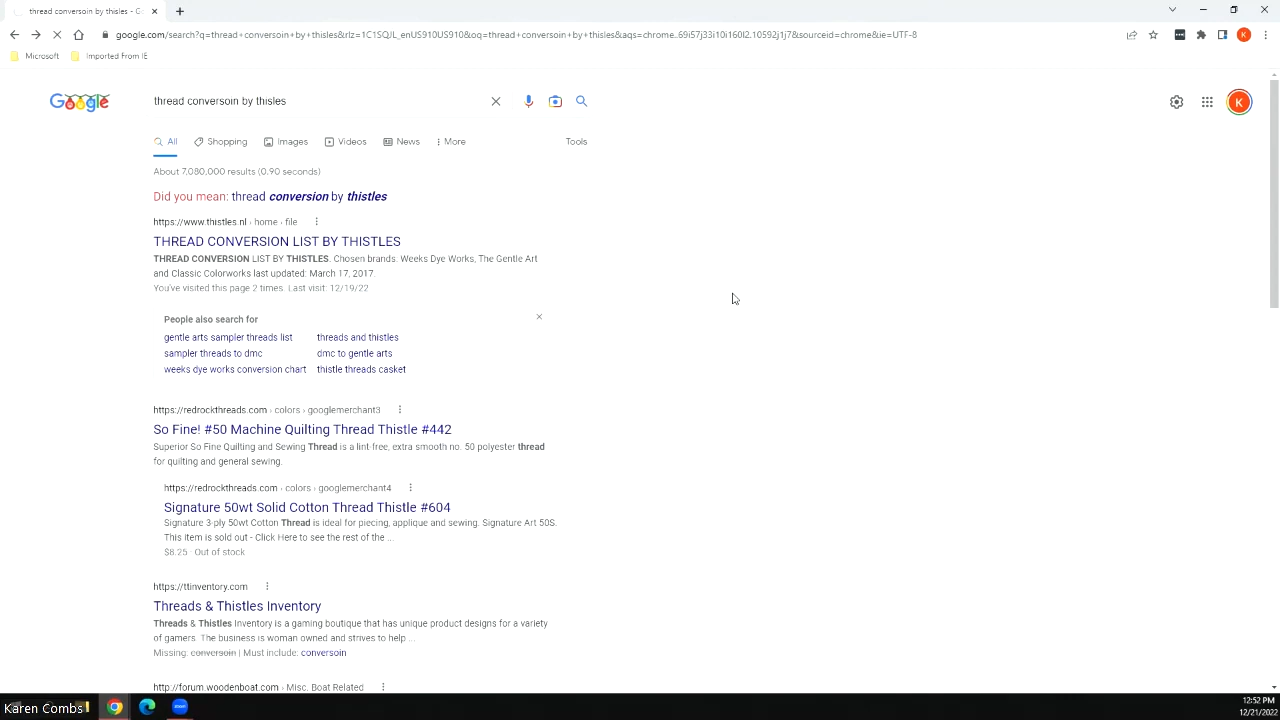 thread conversoin by thisles - G
google.com/search?q=thread+conversoin+by+thisles&rlz=1C1SQJL_enUS910US910&oq=thread+conversoin+by+thisles&aqs=chrome..69i57j33i10i160l2.10592j1j7&sourceid=chrome&ie=UTF-8
K
Microsoft Imported From IE
Google
thread conversoin by thisles
K
All Shopping Images Videos News More Tools
About 7,080,000 results (0.90 seconds)
Did you mean: thread conversion by thistles
https://www.thistles.nl › home › file
THREAD CONVERSION LIST BY THISTLES
THREAD CONVERSION LIST BY THISTLES. Chosen brands. Weeks Dye Works, The Gentle Art
and Classic Colorworks last updated: March 17, 2017.
You've visited this page 2 times. Last visit: 12/19/22
People also search for
gentle arts sampler threads list threads and thistles
sampler threads to dmc dmc to gentle arts
weeks dye works conversion chart thistle threads casket
https://redrockthreads.com › colors › googlemerchant3
So Fine! #50 Machine Quilting Thread Thistle #442
Superior So Fine Quilting and Sewing Thread is a lint-free, extra smooth no. 50 polyester thread
for quilting and general sewing.
https://redrockthreads.com › colors › googlemerchant4
Signature 50wt Solid Cotton Thread Thistle #604
Signature 3-ply 50wt Cotton Thread is ideal for piecing, applique and sewing. Signature Art 50S.
This item is sold out - Click Here to see the rest of the ...
$8.25 · Out of stock
https://ttinventory.com
Threads & Thistles Inventory
Threads & Thistles Inventory is a gaming boutique that has unique product designs for a variety
of gamers. The business is woman owned and strives to help ...
Missing: conversoin | Must include: conversoin
http://forum.woodenboat.com › Misc. Boat Related
Karen Combs
zoom
12:52 PM
12/21/2022